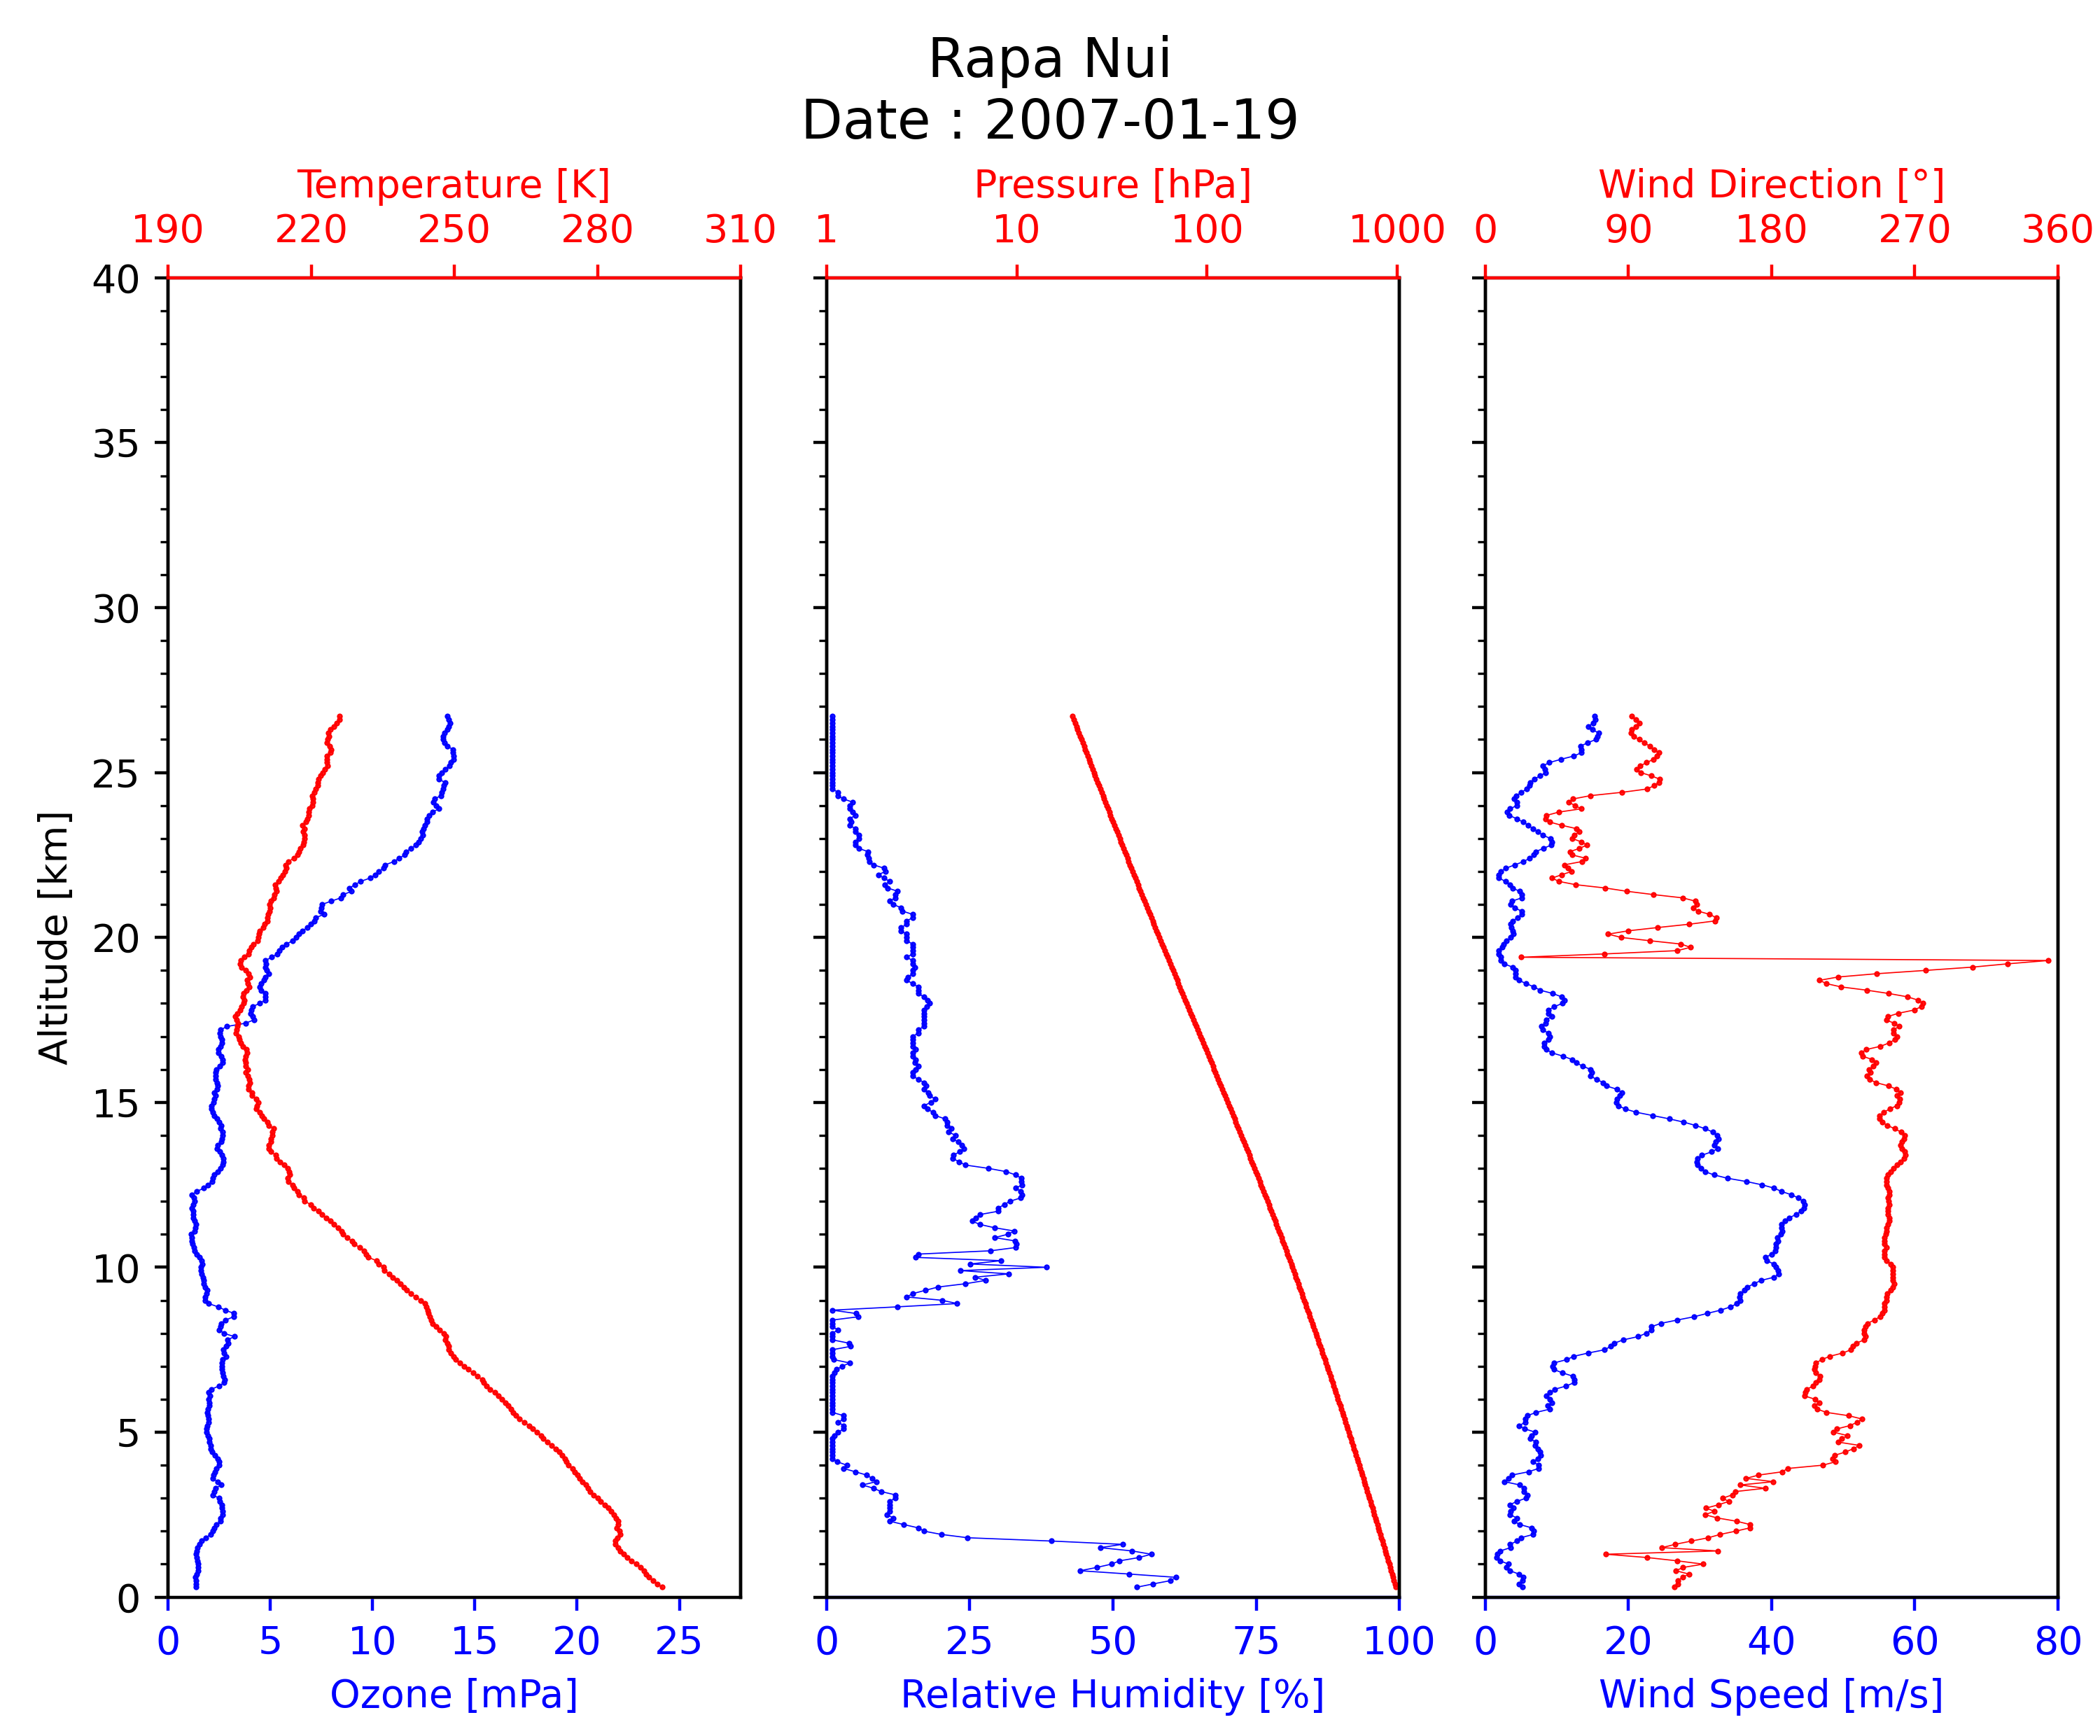 Rapa Nui
Date : 2007-01-19
Temperature [K]
190 220 250 280 310
Pressure [hPa]
1 10 100 1000
Wind Direction [°]
0 90 180 270 360
Altitude [km]
40
35
30
25
20
15
10
5
0
0 5 10 15 20 25
Ozone [mPa]
0 25 50 75 100
Relative Humidity [%]
0 20 40 60 80
Wind Speed [m/s]